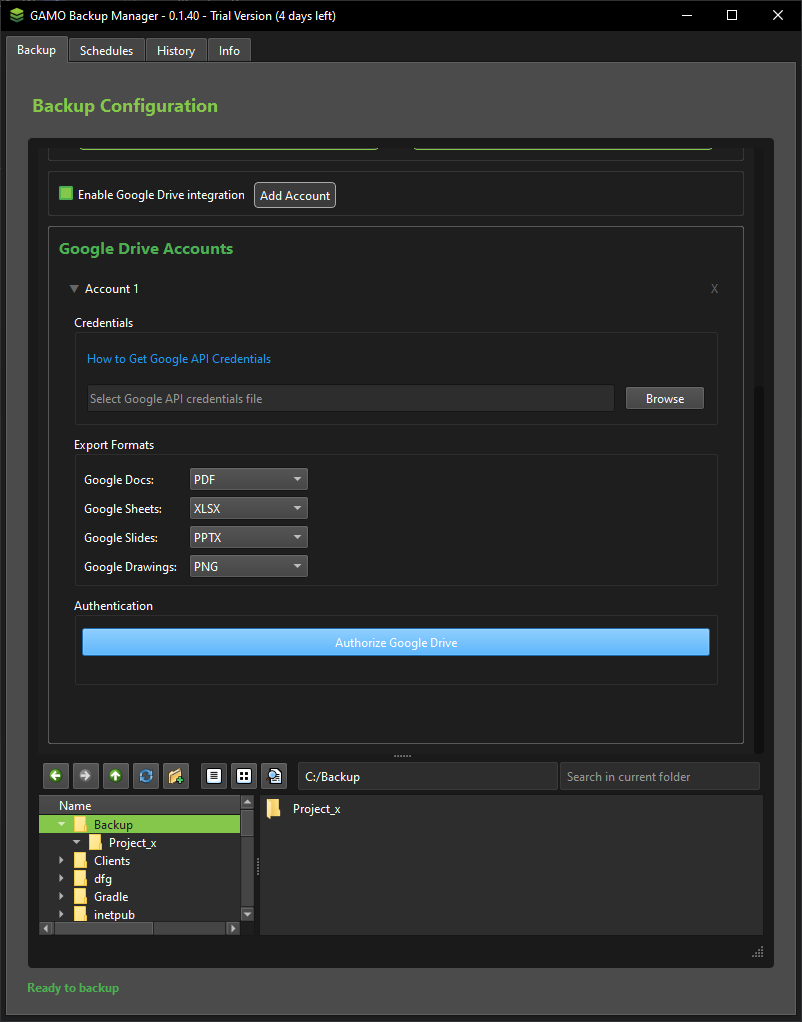 GAMO Backup Manager - 0.1.40 - Trial Version (4 days left)
Backup Schedules History Info
Backup Configuration
Enable Google Drive integration Add Account
Google Drive Accounts
Account 1 X
Credentials
How to Get Google API Credentials
Select Google API credentials file Browse
Export Formats
Google Docs: PDF
Google Sheets: XLSX
Google Slides: PPTX
Google Drawings: PNG
Authentication
Authorize Google Drive
C:/Backup Search in current folder
Name
Backup
Project_x
Clients
dfg
Gradle
inetpub
Project_x
Ready to backup